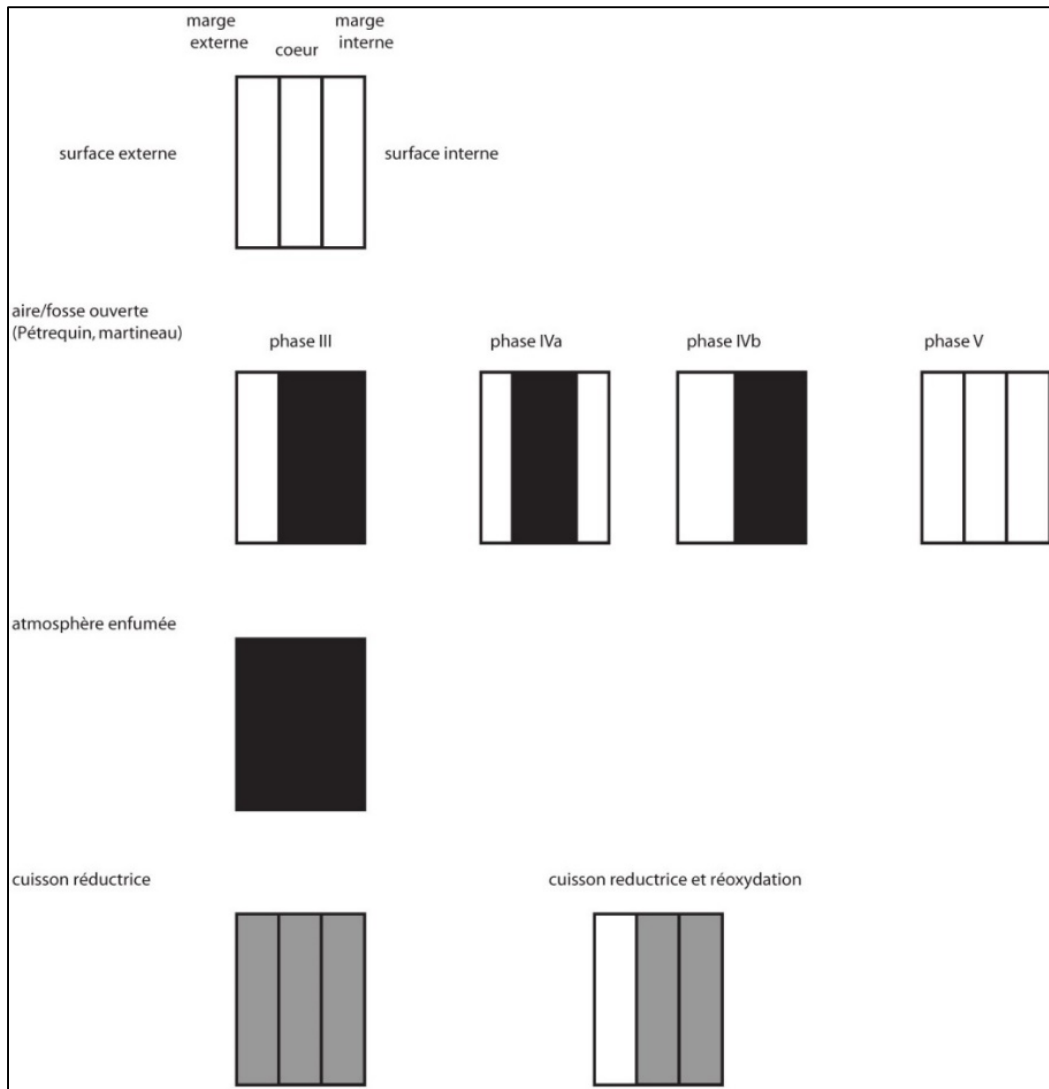 marge
externe
coeur
marge
interne
surface externe
surface interne
aire/fosse ouverte
(Pétrequin, martineau)
phase III
phase IVa
phase IVb
phase V
atmosphère enfumée
cuisson réductrice
cuisson reductrice et réoxydation